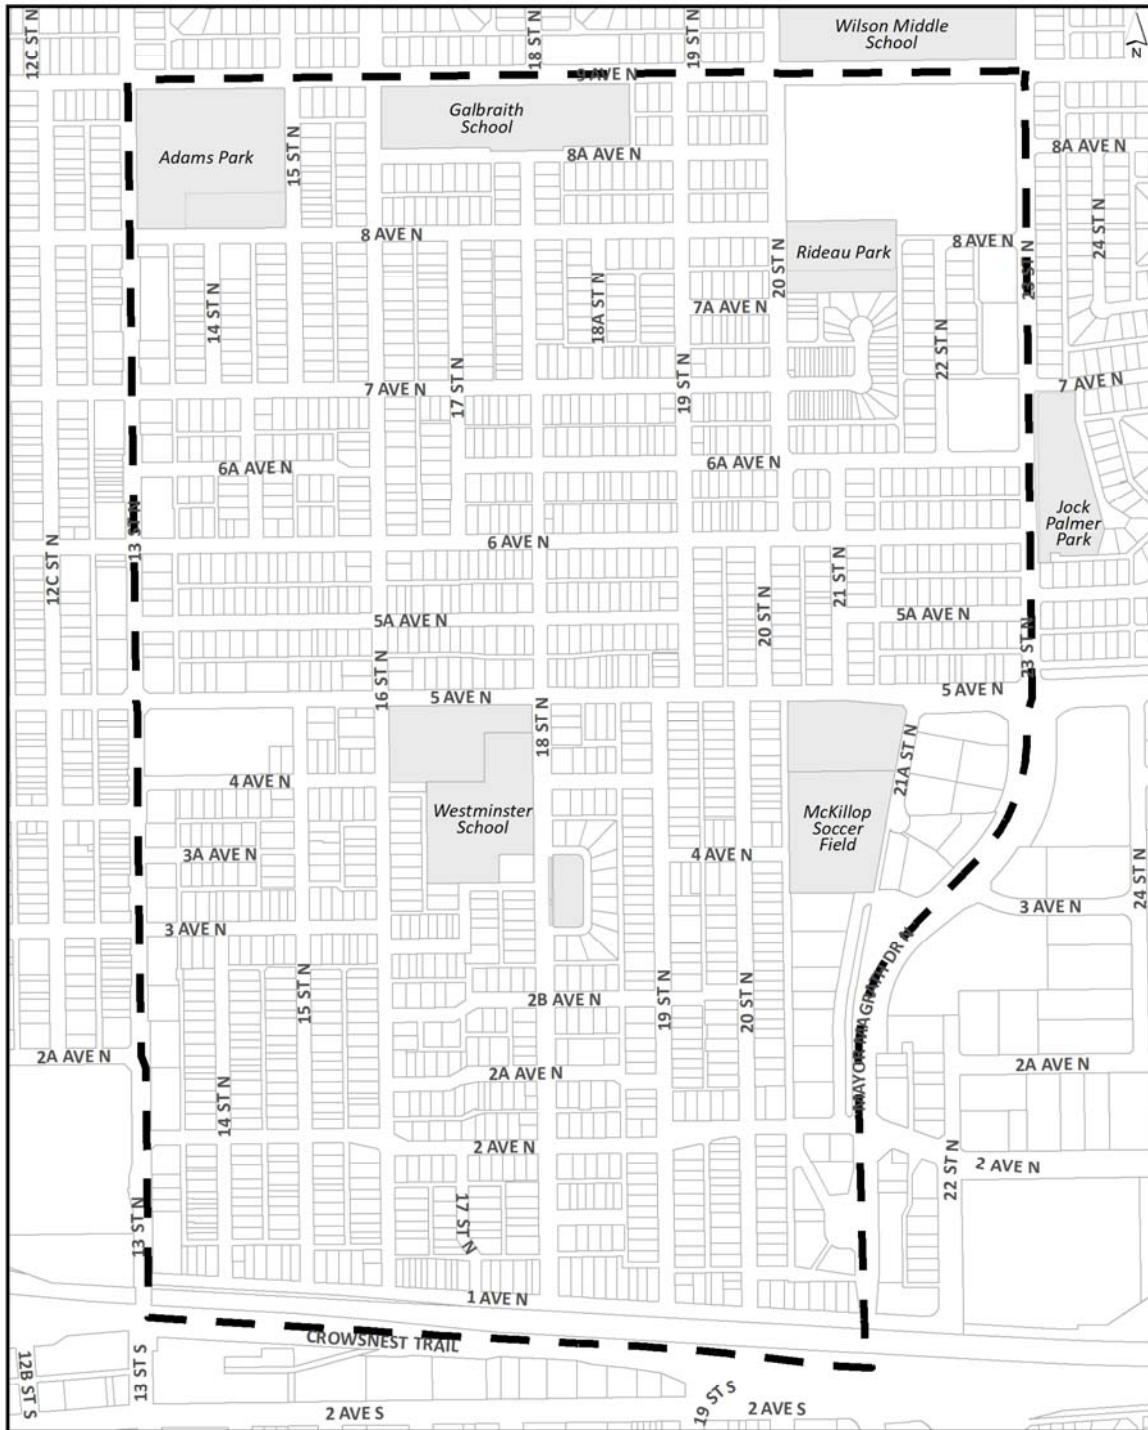 12C ST N
18 ST N
19 ST N
Wilson Middle
School
N
9 AVE N
Galbraith
School
Adams Park
15 ST N
8A AVE N
8A AVE N
24 ST N
8 AVE N
8 AVE N
Rideau Park
20 ST N
23 ST N
14 ST N
18A ST N
7A AVE N
22 ST N
17 ST N
19 ST N
7 AVE N
7 AVE N
6A AVE N
6A AVE N
Jock
Palmer
Park
13 ST N
6 AVE N
12C ST N
21 ST N
20 ST N
5A AVE N
5A AVE N
23 ST N
16 ST N
5 AVE N
5 AVE N
18 ST N
21A ST N
4 AVE N
Westminster
School
McKillop
Soccer
Field
3A AVE N
4 AVE N
24 ST N
3 AVE N
3 AVE N
15 ST N
19 ST N
20 ST N
2B AVE N
MAYOR MAGRATH DR N
2A AVE N
2A AVE N
2A AVE N
14 ST N
2 AVE N
22 ST N
2 AVE N
13 ST N
17 ST N
1 AVE N
CROWSNEST TRAIL
12B ST S
13 ST S
19 ST S
2 AVE S
2 AVE S